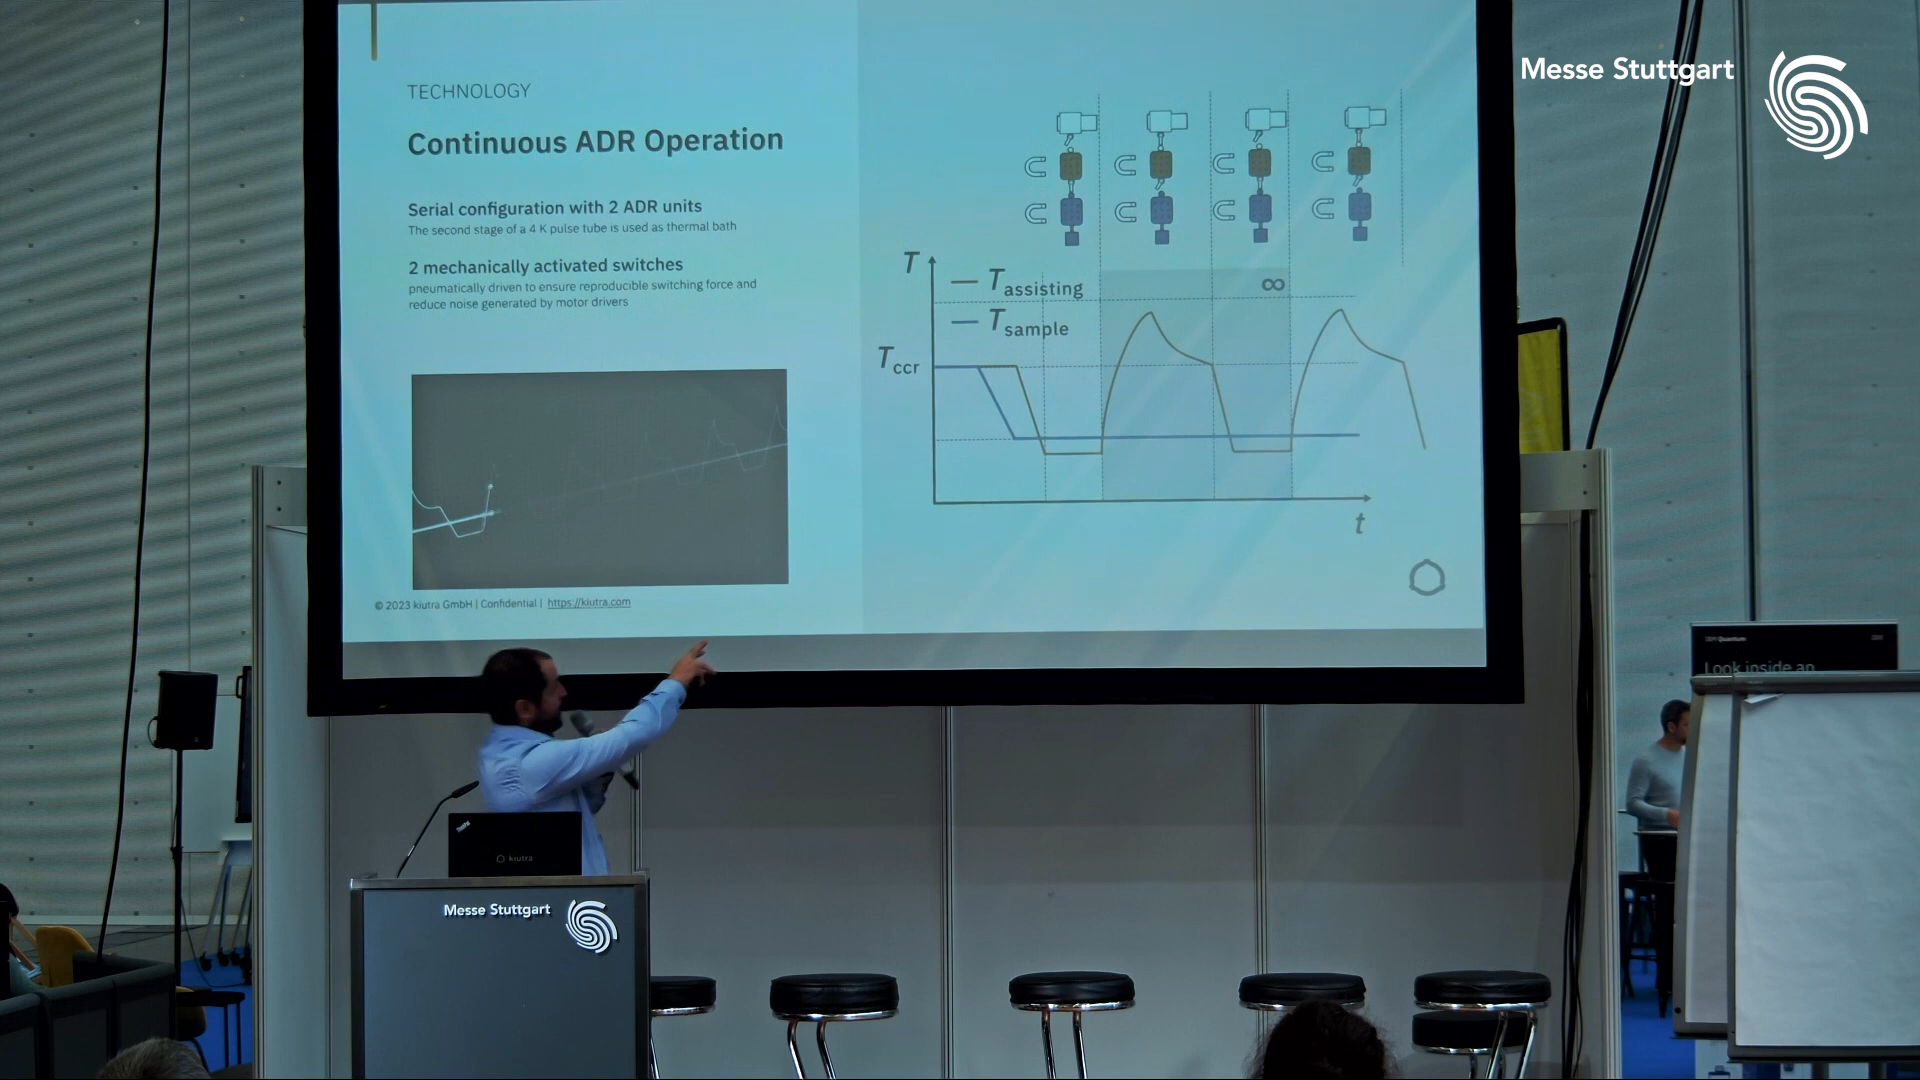 Messe Stuttgart
TECHNOLOGY
Continuous ADR Operation
Serial configuration with 2 ADR units
The second stage of a 4 K pulse tube is used as thermal bath
2 mechanically activated switches
pneumatically driven to ensure reproducible switching force and
reduce noise generated by motor drivers
T
T assisting
∞
T sample
T ccr
t
© 2023 kiutra GmbH | Confidential | https://kiutra.com
IBM Quantum
Look inside an
ThinkPad
kiutra
Messe Stuttgart